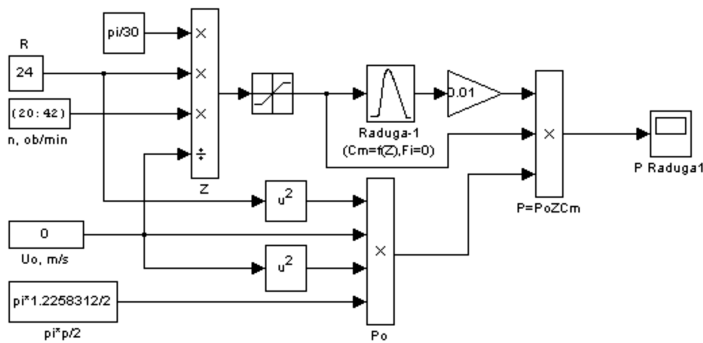 pi/30
×
R
24
×
(20:42)
×
n, ob/min
÷
Z
0.01
Raduga-1
(Cm=f(Z),Fi=0)
×
P=PoZCm
P Raduga1
u2
0
Uo, m/s
u2
×
Po
pi*1.2258312/2
pi*p/2